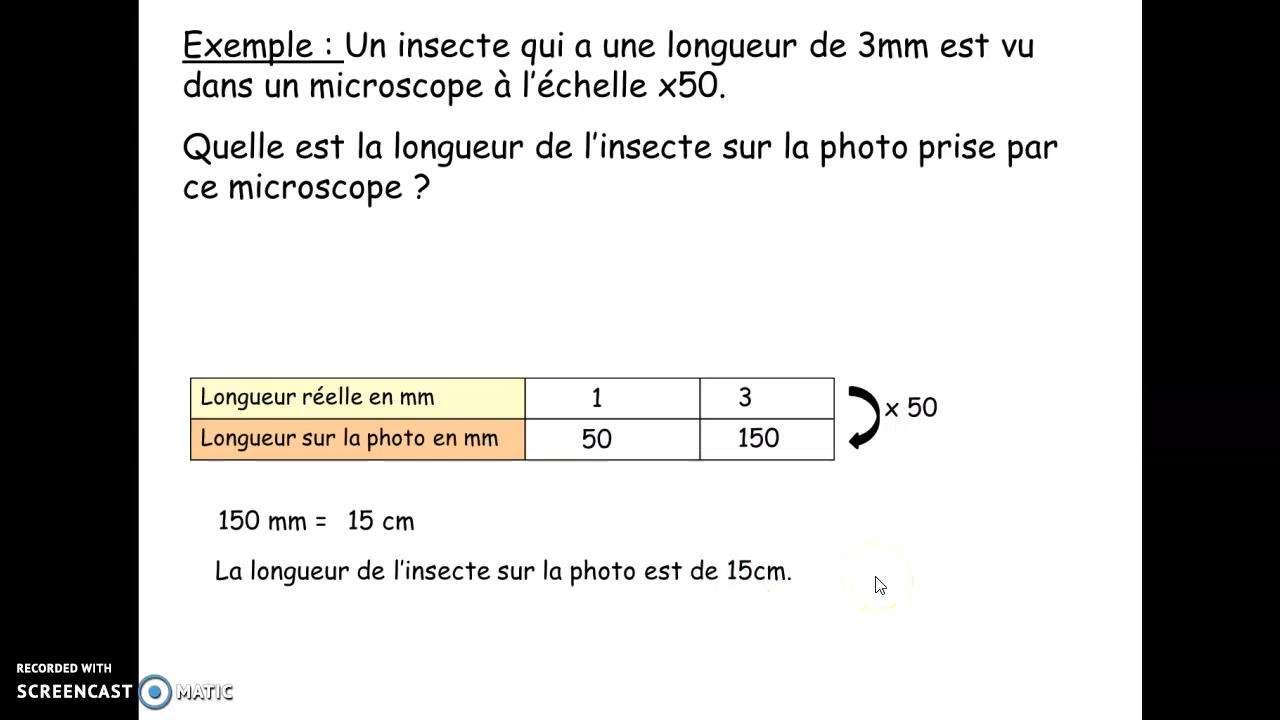 Exemple : Un insecte qui a une longueur de 3mm est vu
dans un microscope à l'échelle x50.
Quelle est la longueur de l'insecte sur la photo prise par
ce microscope ?
Longueur réelle en mm 1 3
x 50
Longueur sur la photo en mm 50 150
150 mm = 15 cm
La longueur de l'insecte sur la photo est de 15cm.
RECORDED WITH
SCREENCAST MATIC